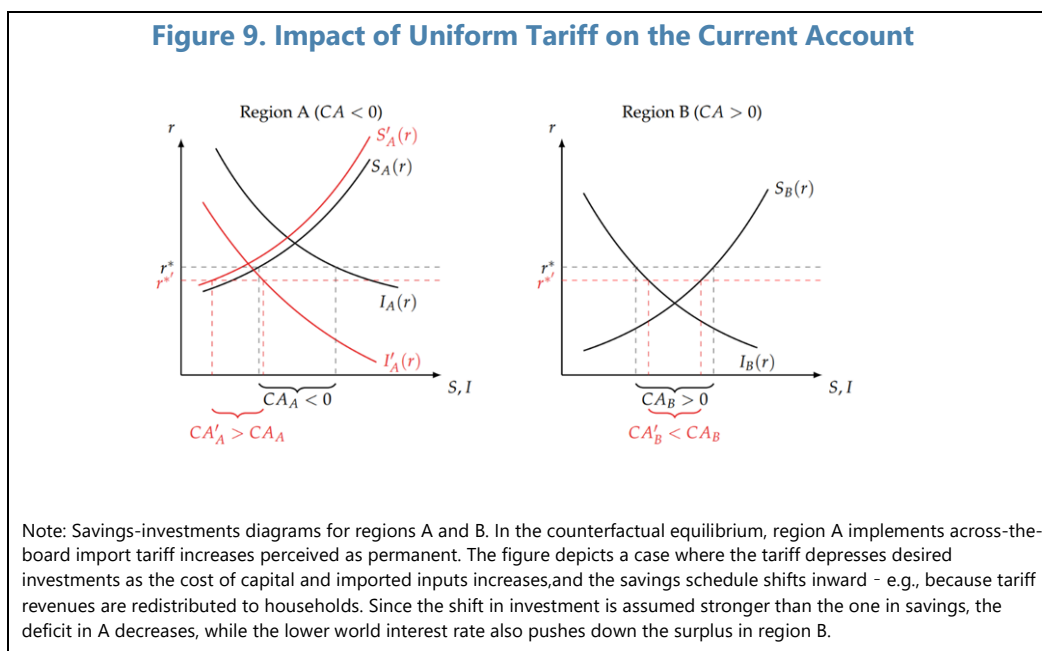 Figure 9. Impact of Uniform Tariff on the Current Account
Region A (CA < 0)
r
S′A(r)
SA(r)
r*
r*′
IA(r)
I′A(r)
S, I
CAA < 0
CA′A > CAA
Region B (CA > 0)
r
SB(r)
r*
r*′
IB(r)
S, I
CAB > 0
CA′B < CAB
Note: Savings-investments diagrams for regions A and B. In the counterfactual equilibrium, region A implements across-the-
board import tariff increases perceived as permanent. The figure depicts a case where the tariff depresses desired
investments as the cost of capital and imported inputs increases,and the savings schedule shifts inward - e.g., because tariff
revenues are redistributed to households. Since the shift in investment is assumed stronger than the one in savings, the
deficit in A decreases, while the lower world interest rate also pushes down the surplus in region B.